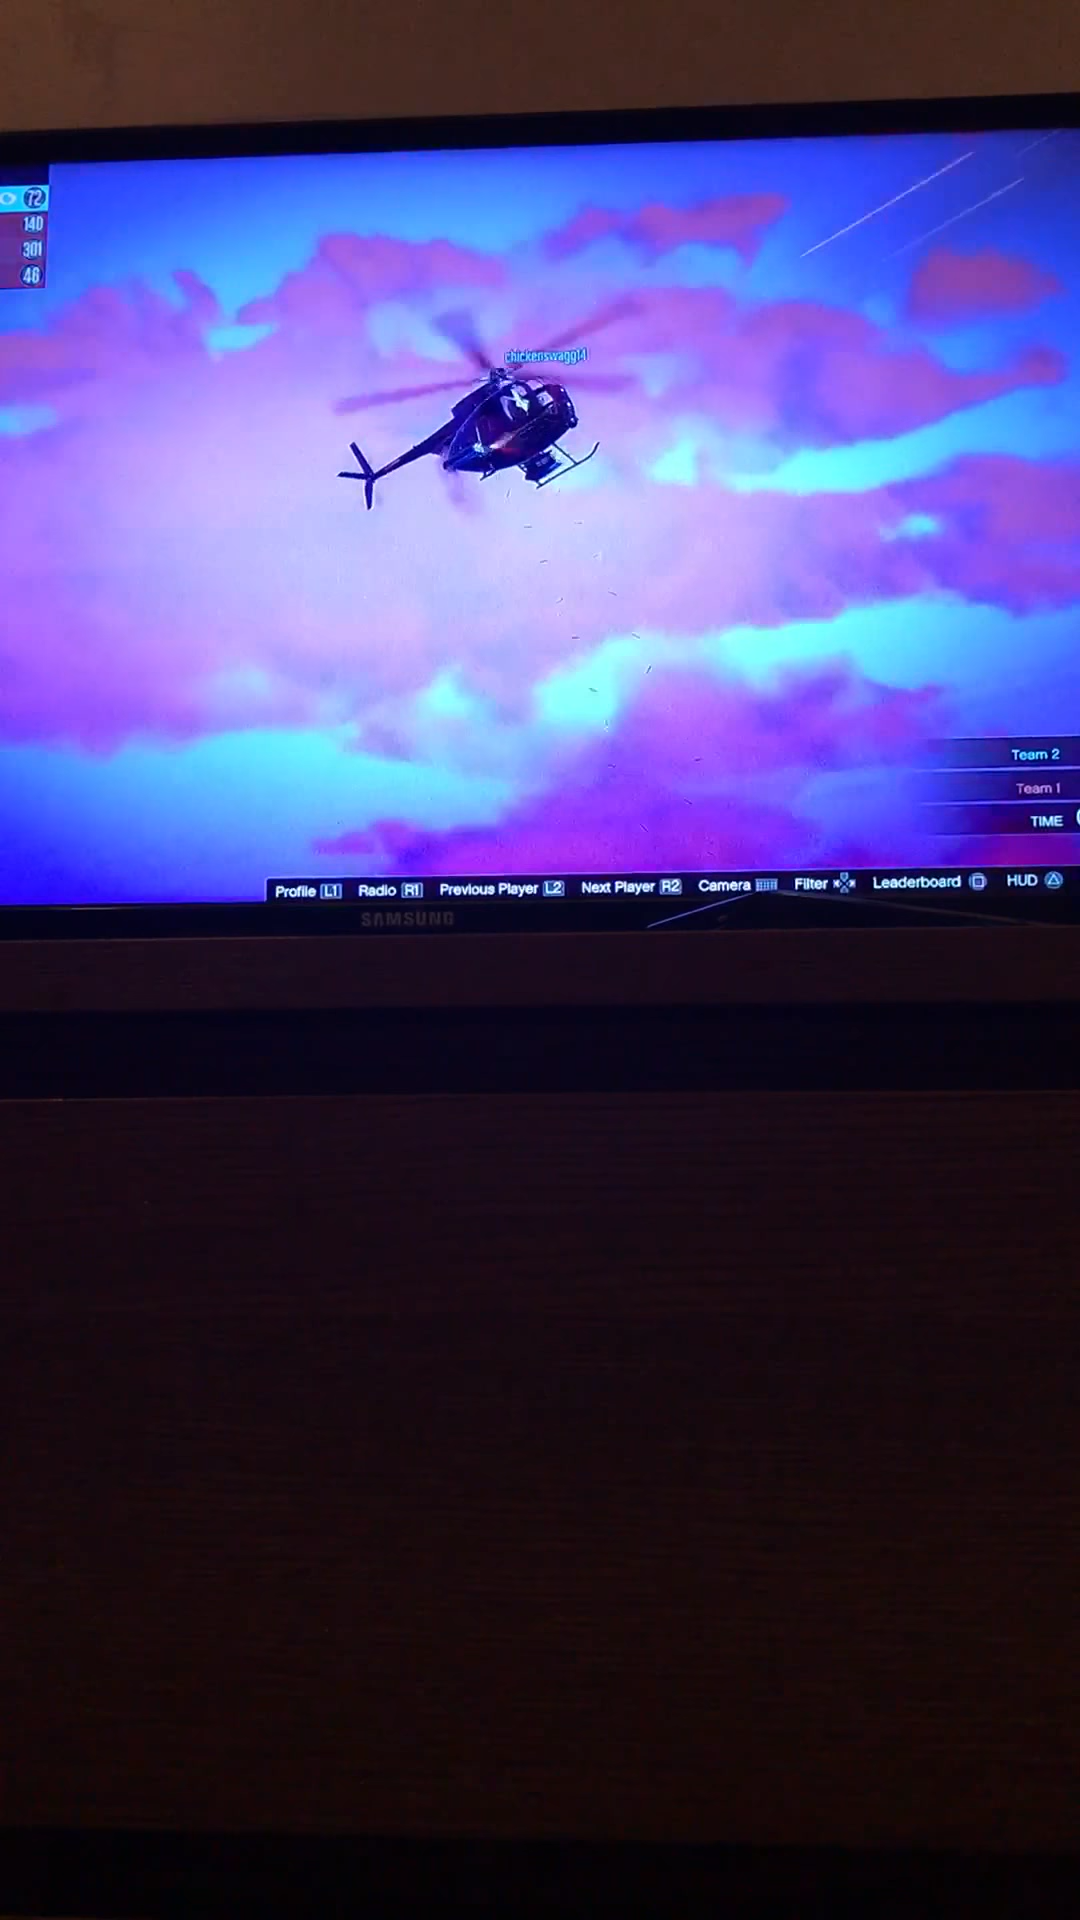 72
140
301
46
chickenswagg14
Team 2
Team 1
TIME
Profile L1 Radio R1 Previous Player L2 Next Player R2 Camera Filter Leaderboard HUD
SAMSUNG